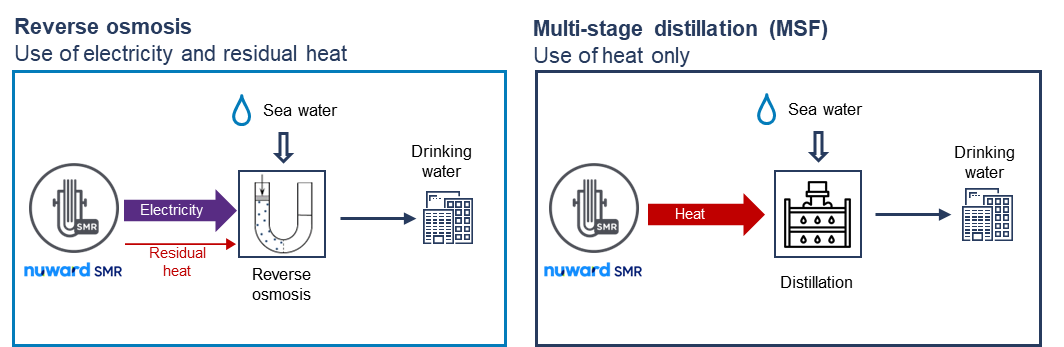 Reverse osmosis
Use of electricity and residual heat
Sea water
Drinking
water
SMR
Electricity
Residual
heat
nuward SMR
Reverse
osmosis
Multi-stage distillation (MSF)
Use of heat only
Sea water
Drinking
water
SMR
Heat
nuward SMR
Distillation